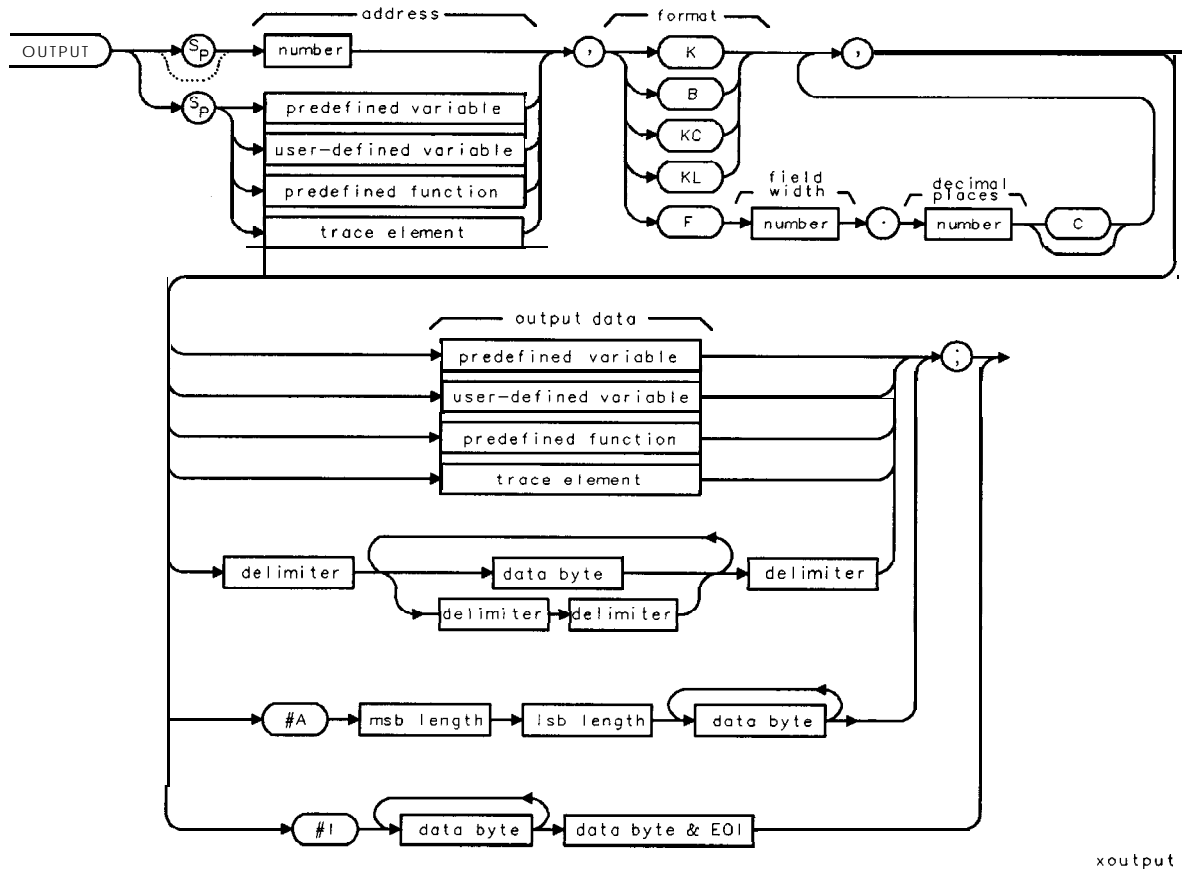 address
format
OUTPUT
SP
number
,
K
,
B
SP
predefined variable
KC
user-defined variable
KL
predefined function
field width
decimal places
trace element
F
number
.
number
C
output data
predefined variable
;
user-defined variable
predefined function
trace element
delimiter
data byte
delimiter
delimiter
delimiter
#A
msb length
lsb length
data byte
#I
data byte
data byte & EOI
xoutput